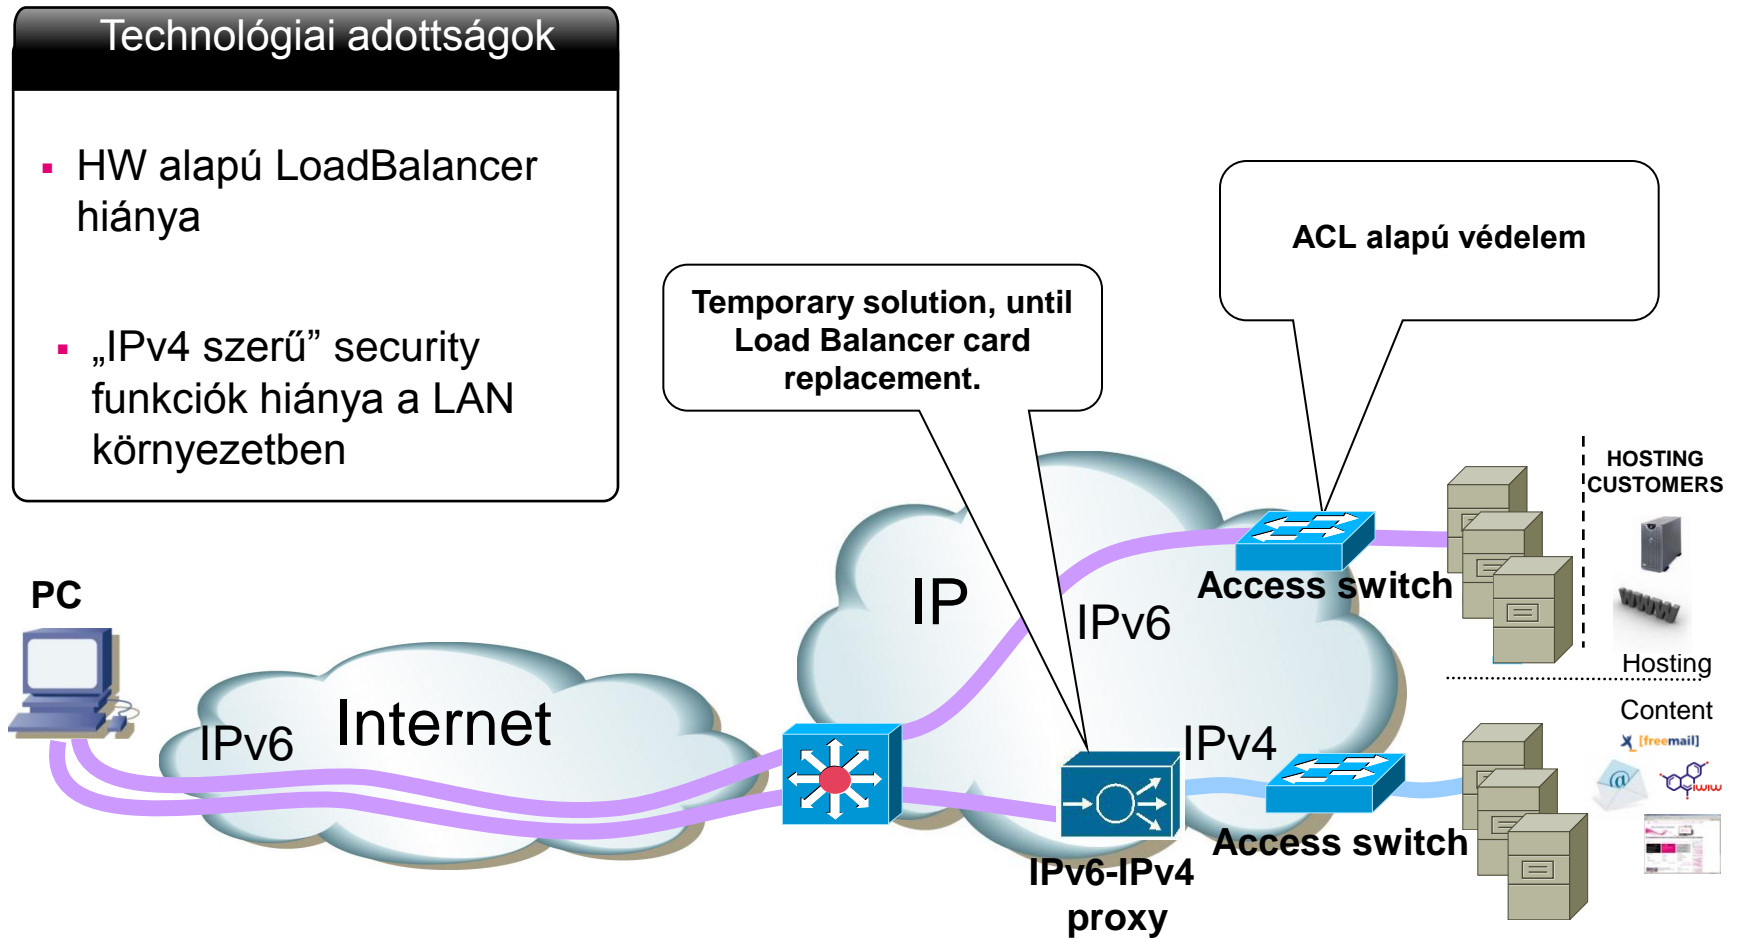 Technológiai adottságok
▪ HW alapú LoadBalancer
hiánya
▪ „IPv4 szerű” security
funkciók hiánya a LAN
környezetben
ACL alapú védelem
Temporary solution, until
Load Balancer card
replacement.
HOSTING
CUSTOMERS
WWW
Hosting
Content
[freemail]
@
iwiw
PC
IPv6
Internet
IP
IPv6
IPv4
Access switch
Access switch
IPv6-IPv4
proxy